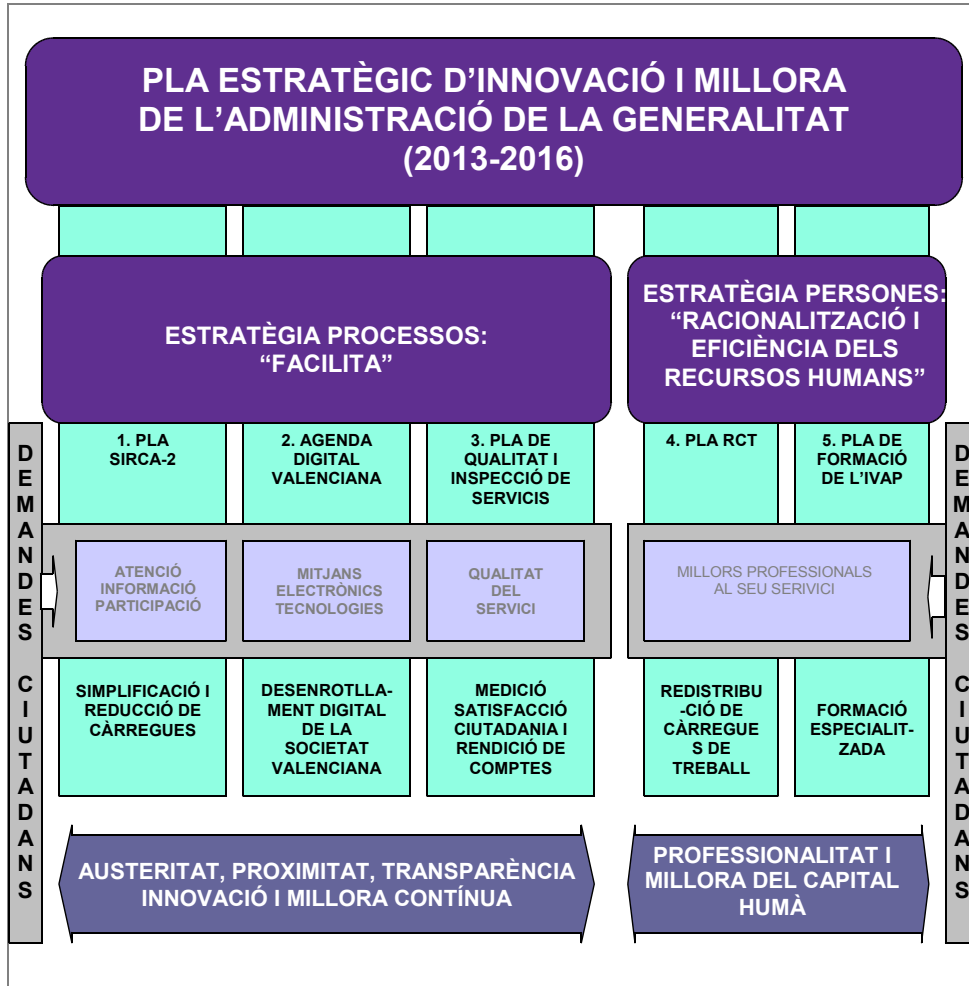 PLA ESTRATÈGIC D’INNOVACIÓ I MILLORA
DE L’ADMINISTRACIÓ DE LA GENERALITAT
(2013-2016)
ESTRATÈGIA PROCESSOS:
“FACILITA”
ESTRATÈGIA PERSONES:
“RACIONALITZACIÓ I
EFICIÈNCIA DELS
RECURSOS HUMANS”
DEMANDES CIUTADANS
1. PLA
SIRCA-2
2. AGENDA
DIGITAL
VALENCIANA
3. PLA DE
QUALITAT I
INSPECCIÓ DE
SERVICIS
4. PLA RCT
5. PLA DE
FORMACIÓ
DE L’IVAP
DEMANDES CIUTADANS
ATENCIÓ
INFORMACIÓ
PARTICIPACIÓ
MITJANS
ELECTRÒNICS
TECNOLOGIES
QUALITAT
DEL
SERVICI
MILLORS PROFESSIONALS
AL SEU SERIVICI
SIMPLIFICACIÓ I
REDUCCIÓ DE
CÀRREGUES
DESENROTLLA-
MENT DIGITAL
DE LA
SOCIETAT
VALENCIANA
MEDICIÓ
SATISFACCIÓ
CIUTADANIA I
RENDICIÓ DE
COMPTES
REDISTRIBU
-CIÓ DE
CÀRREGUE
S DE
TREBALL
FORMACIÓ
ESPECIALIT-
ZADA
AUSTERITAT, PROXIMITAT, TRANSPARÈNCIA
INNOVACIÓ I MILLORA CONTÍNUA
PROFESSIONALITAT I
MILLORA DEL CAPITAL
HUMÀ